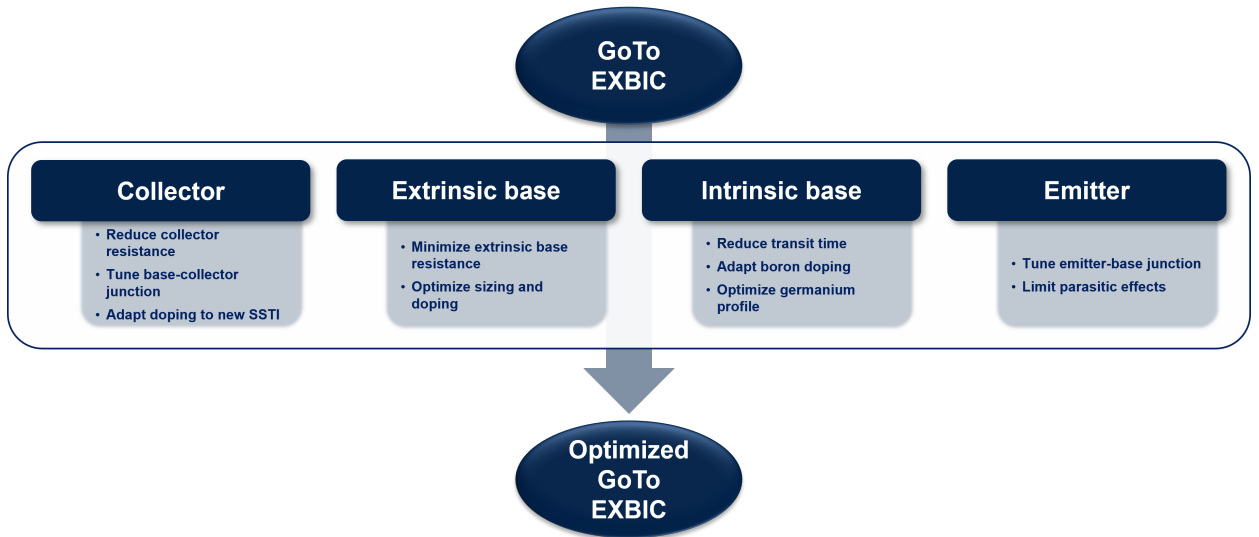 GoTo
EXBIC
Collector
• Reduce collector
resistance
• Tune base-collector
junction
• Adapt doping to new SSTI
Extrinsic base
• Minimize extrinsic base
resistance
• Optimize sizing and
doping
Intrinsic base
• Reduce transit time
• Adapt boron doping
• Optimize germanium
profile
Emitter
• Tune emitter-base junction
• Limit parasitic effects
Optimized
GoTo
EXBIC